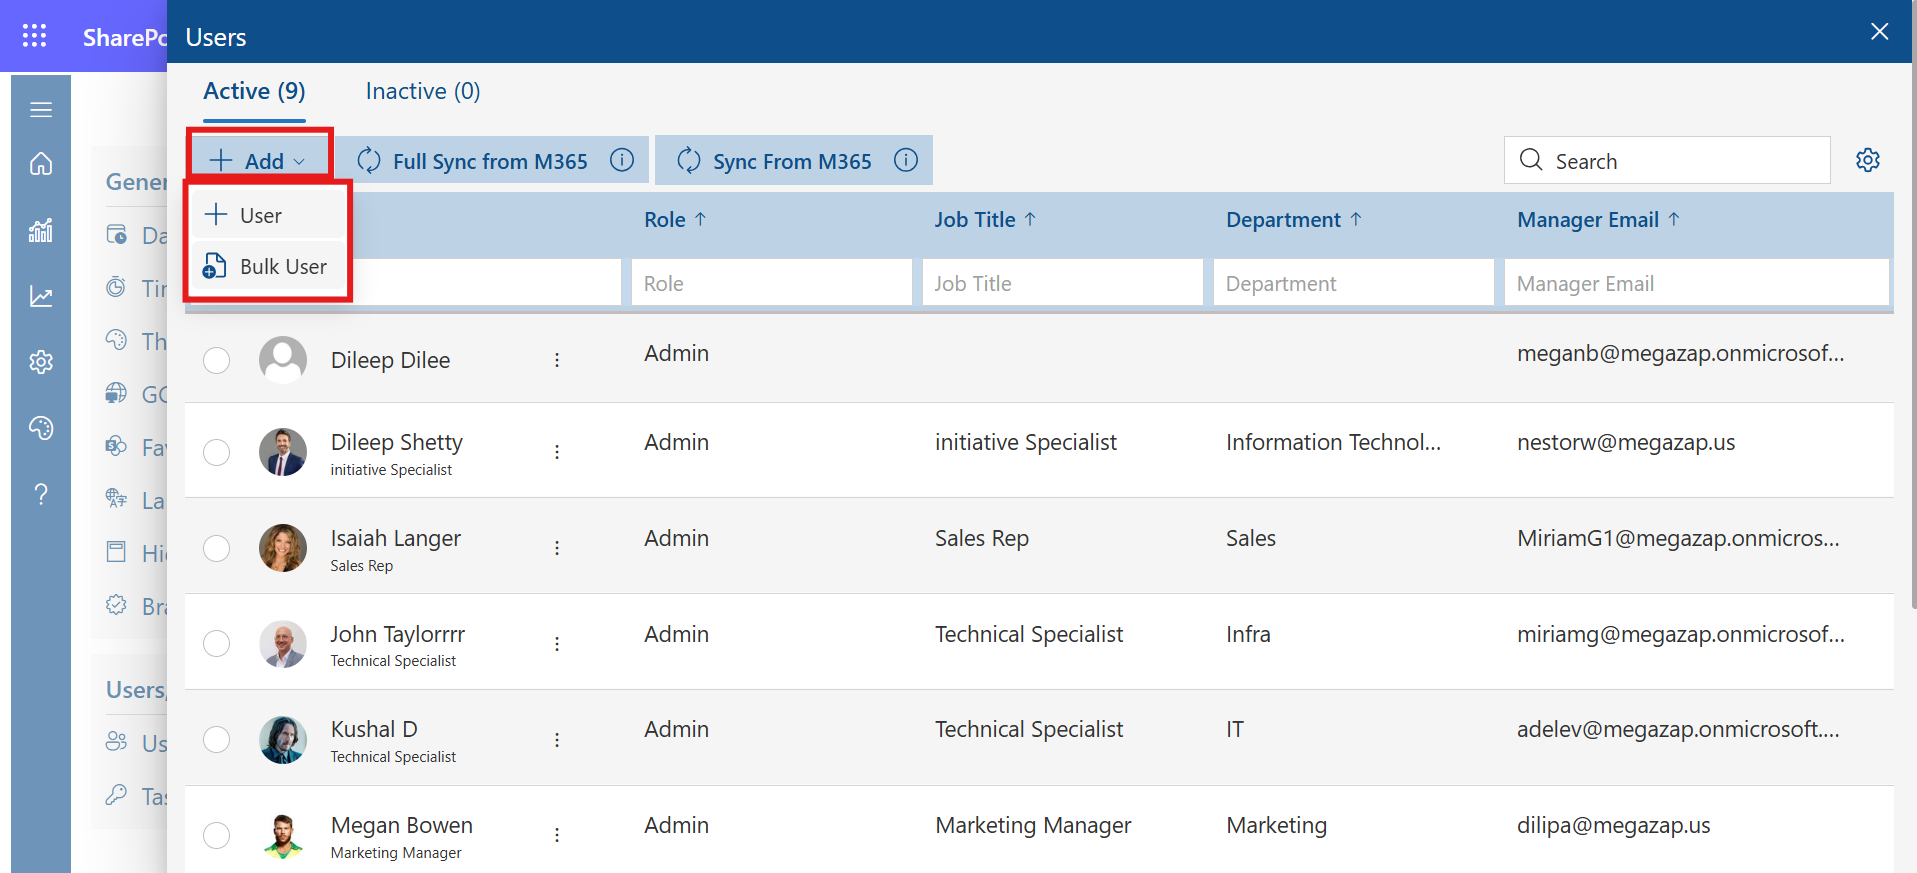 SharePo
Users
Active (9)
Inactive (0)
Add
Full Sync from M365
Sync From M365
Search
User
Bulk User
Role
Job Title
Department
Manager Email
Role
Job Title
Department
Manager Email
Dileep Dilee
Admin
meganb@megazap.onmicrosof...
Dileep Shetty
initiative Specialist
Admin
initiative Specialist
Information Technol...
nestorw@megazap.us
Isaiah Langer
Sales Rep
Admin
Sales Rep
Sales
MiriamG1@megazap.onmicros...
John Taylorrrr
Technical Specialist
Admin
Technical Specialist
Infra
miriamg@megazap.onmicrosof...
Kushal D
Technical Specialist
Admin
Technical Specialist
IT
adelev@megazap.onmicrosoft....
Megan Bowen
Marketing Manager
Admin
Marketing Manager
Marketing
dilipa@megazap.us
Gener
Da
Tin
Th
GC
Fav
La
Hi
Bra
Users,
Us
Tas